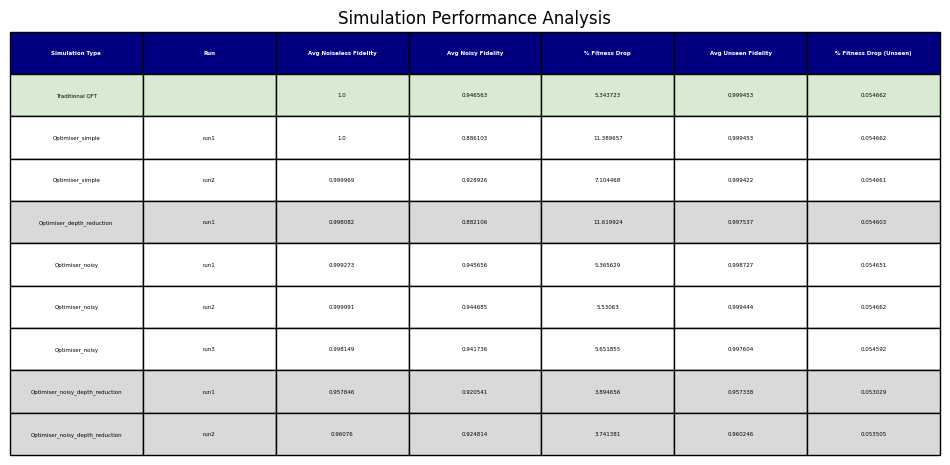 Simulation Performance Analysis
Simulation Type Run Avg Noiseless Fidelity Avg Noisy Fidelity % Fitness Drop Avg Unseen Fidelity % Fitness Drop (Unseen)
Traditional QFT 1.0 0.946563 5.343723 0.999453 0.054662
Optimiser_simple run1 1.0 0.886103 11.389657 0.999453 0.054662
Optimiser_simple run2 0.999969 0.928926 7.104468 0.999422 0.054661
Optimiser_depth_reduction run1 0.998082 0.882106 11.619924 0.997537 0.054603
Optimiser_noisy run1 0.999273 0.945656 5.365629 0.998727 0.054651
Optimiser_noisy run2 0.999991 0.944685 5.53063 0.999444 0.054662
Optimiser_noisy run3 0.998149 0.941736 5.651855 0.997604 0.054592
Optimiser_noisy_depth_reduction run1 0.957846 0.920541 3.894656 0.957338 0.053029
Optimiser_noisy_depth_reduction run2 0.96076 0.924814 3.741381 0.960246 0.053505